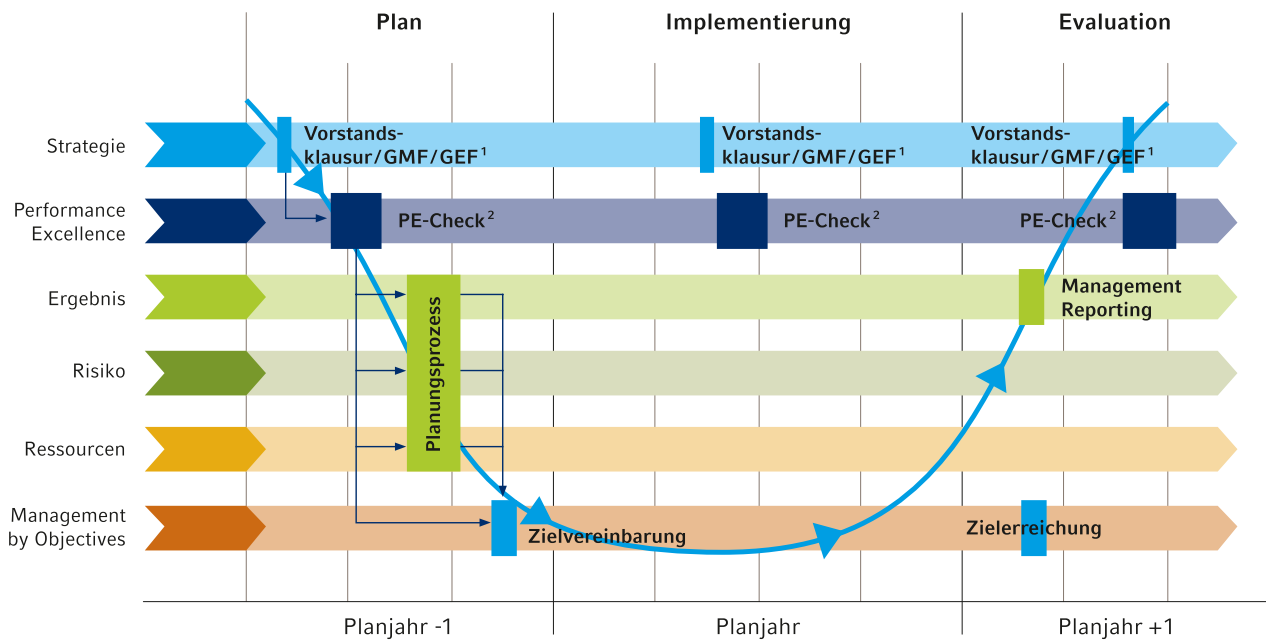 Plan
Implementierung
Evaluation
Strategie
Vorstands-
klausur/GMF/GEF¹
Vorstands-
klausur/GMF/GEF¹
Vorstands-
klausur/GMF/GEF¹
Performance
Excellence
PE-Check²
PE-Check²
PE-Check²
Ergebnis
Planungsprozess
Management
Reporting
Risiko
Ressourcen
Management
by Objectives
Zielvereinbarung
Zielerreichung
Planjahr -1
Planjahr
Planjahr +1